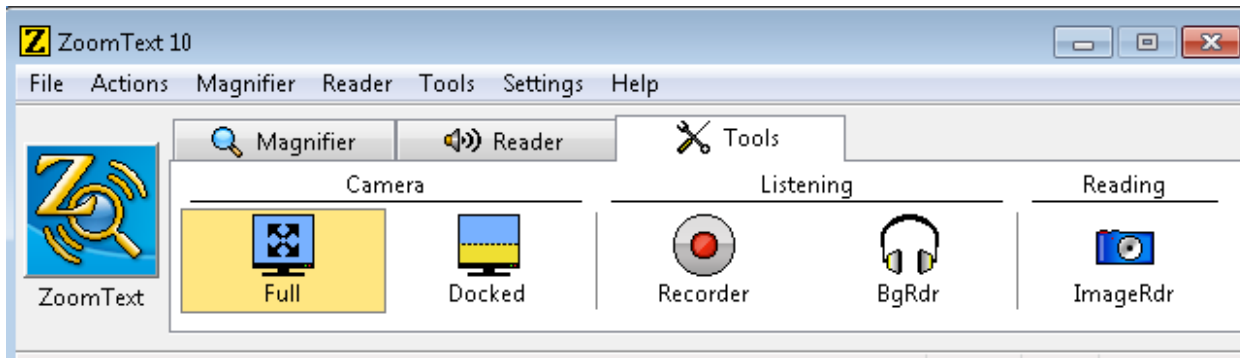 ZoomText 10
File Actions Magnifier Reader Tools Settings Help
Magnifier Reader Tools
Camera Listening Reading
ZoomText Full Docked Recorder BgRdr ImageRdr